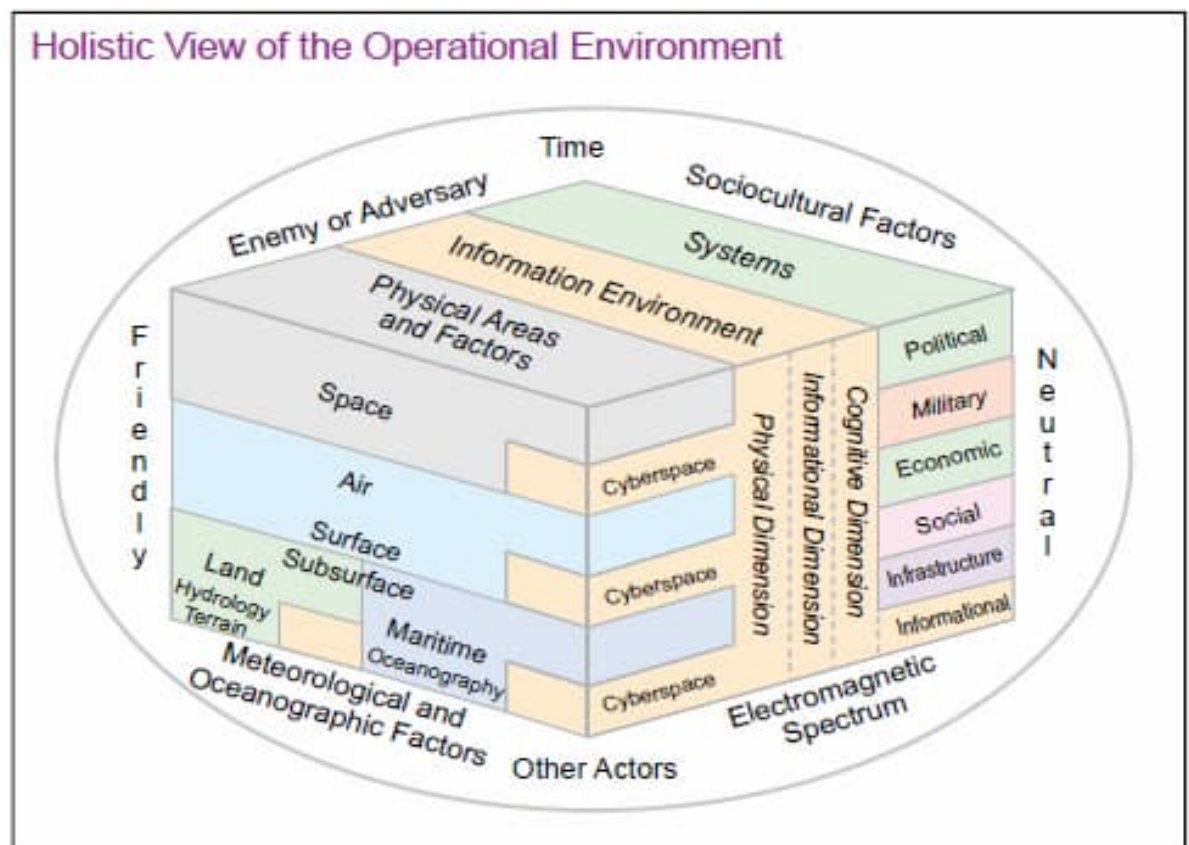 Holistic View of the Operational Environment
Time
Enemy or Adversary
Sociocultural Factors
Systems
Information Environment
Physical Areas
and Factors
Friendly
Neutral
Space
Air
Surface
Subsurface
Land
Hydrology
Terrain
Maritime
Oceanography
Cyberspace
Cyberspace
Cyberspace
Physical Dimension
Informational Dimension
Cognitive Dimension
Political
Military
Economic
Social
Infrastructure
Informational
Meteorological and
Oceanographic Factors
Electromagnetic
Spectrum
Other Actors